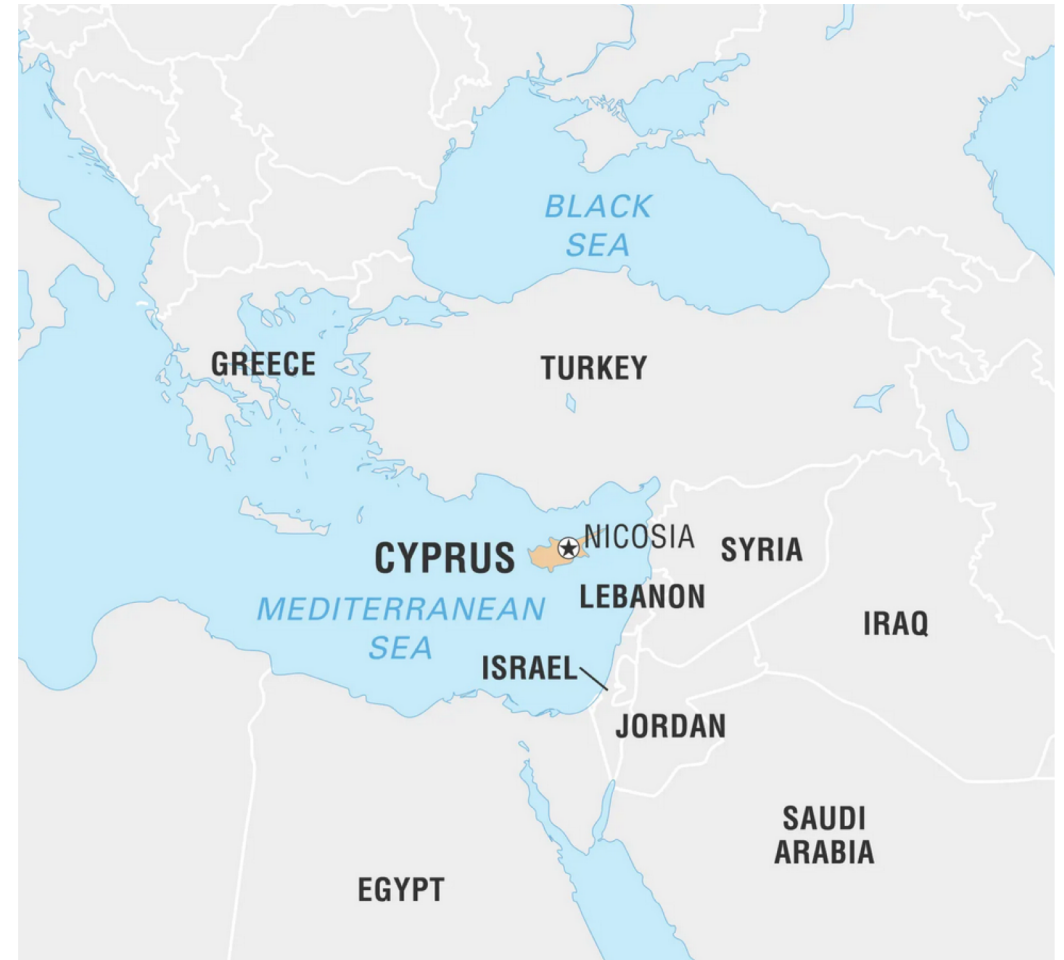 BLACK
SEA
GREECE
TURKEY
NICOSIA
CYPRUS
SYRIA
LEBANON
MEDITERRANEAN
SEA
IRAQ
ISRAEL
JORDAN
SAUDI
ARABIA
EGYPT